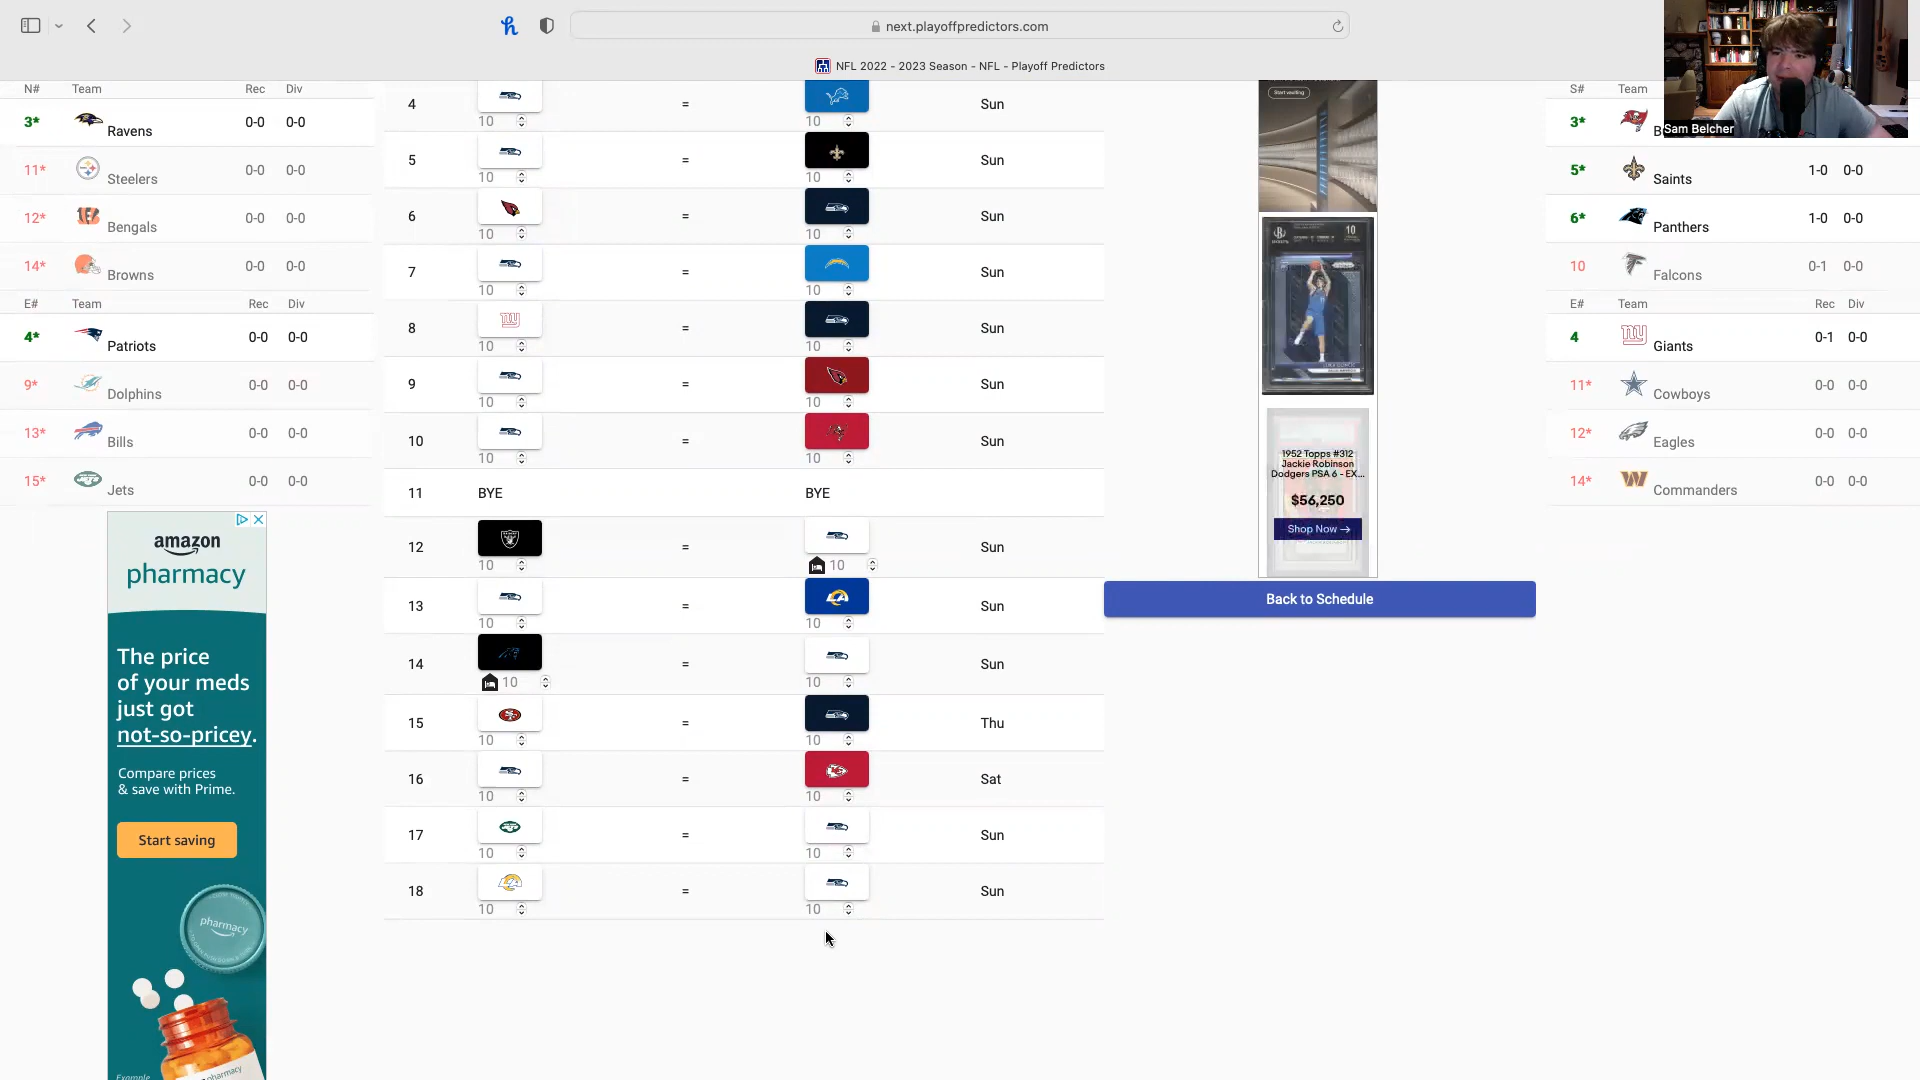 next.playoffpredictors.com
NFL 2022 - 2023 Season - NFL - Playoff Predictors
N# Team Rec Div
3* Ravens 0-0 0-0
11* Steelers 0-0 0-0
12* Bengals 0-0 0-0
14* Browns 0-0 0-0
E# Team Rec Div
4* Patriots 0-0 0-0
9* Dolphins 0-0 0-0
13* Bills 0-0 0-0
15* Jets 0-0 0-0
amazon
pharmacy
The price
of your meds
just got
not-so-pricey.
Compare prices
& save with Prime.
Start saving
pharmacy
pharmacy
Example
4 = Sun
10 10
5 = Sun
10 10
6 = Sun
10 10
7 = Sun
10 10
8 = Sun
10 10
9 = Sun
10 10
10 = Sun
10 10
11 BYE BYE
12 = Sun
10 10
13 = Sun
10 10
14 = Sun
10 10
15 = Thu
10 10
16 = Sat
10 10
17 = Sun
10 10
18 = Sun
10 10
Start vaulting
10
1952 Topps #312
Jackie Robinson
Dodgers PSA 6 - EX...
$56,250
Shop Now →
Back to Schedule
Sam Belcher
S# Team
3* B
5* Saints 1-0 0-0
6* Panthers 1-0 0-0
10 Falcons 0-1 0-0
E# Team Rec Div
4 Giants 0-1 0-0
11* Cowboys 0-0 0-0
12* Eagles 0-0 0-0
14* Commanders 0-0 0-0